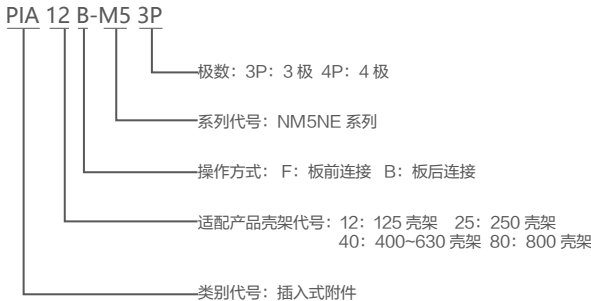 PIA 12 B-M5 3P
极数：3P：3 极 4P：4 极
系列代号：NM5NE 系列
操作方式： F：板前连接 B：板后连接
适配产品壳架代号：12：125 壳架 25：250 壳架
40：400~630 壳架 80：800 壳架
类别代号：插入式附件